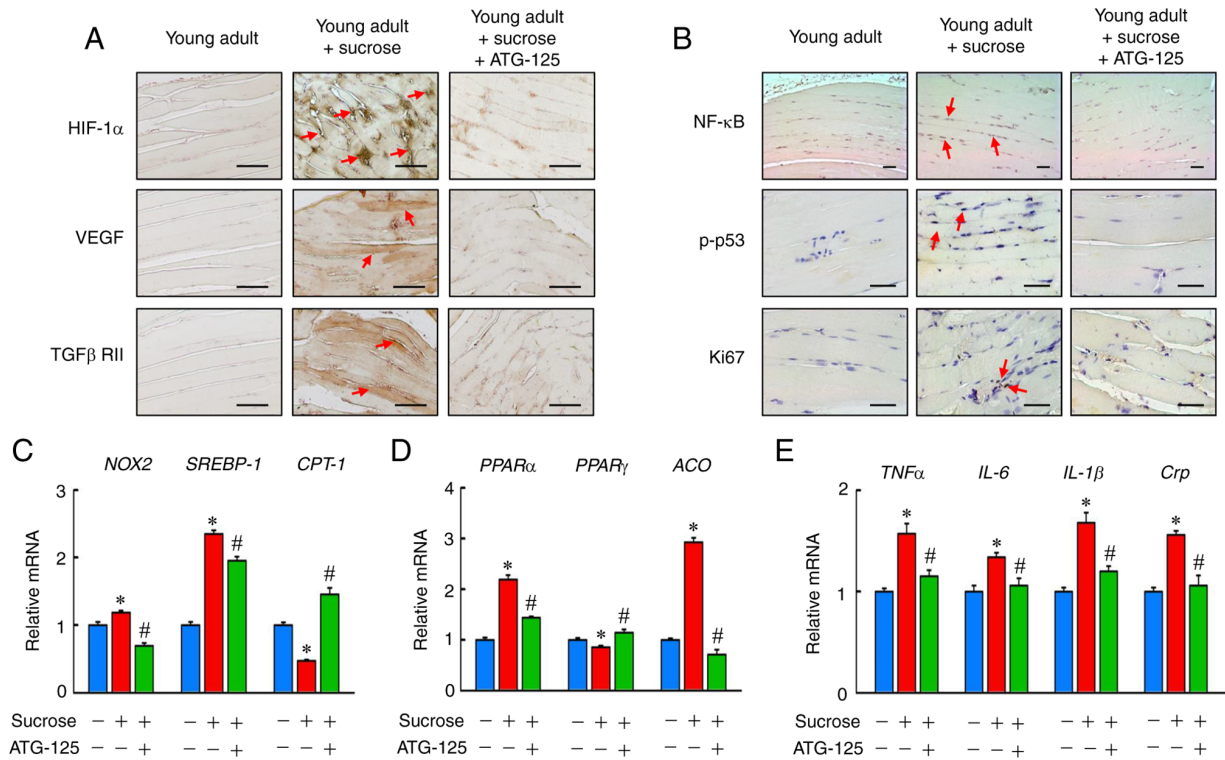 A
Young adult
Young adult
+ sucrose
Young adult
+ sucrose
+ ATG-125
HIF-1α
VEGF
TGFβ RII
B
Young adult
Young adult
+ sucrose
Young adult
+ sucrose
+ ATG-125
NF-κB
p-p53
Ki67
C
NOX2 SREBP-1 CPT-1
Relative mRNA
3
2
1
0
* # * # * #
Sucrose − + + − + + − + +
ATG-125 − − + − − + − − +
D
PPARα PPARγ ACO
Relative mRNA
4
3
2
1
0
* # * # * #
Sucrose − + + − + + − + +
ATG-125 − − + − − + − − +
E
TNFα IL-6 IL-1β Crp
Relative mRNA
2
1
0
* # * # * # * #
Sucrose − + + − + + − + + − + +
ATG-125 − − + − − + − − + − − +